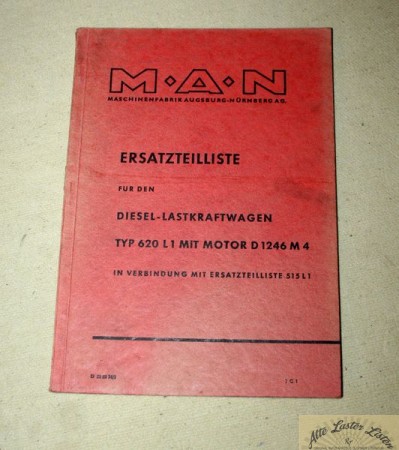 M·A·N
MASCHINENFABRIK AUGSBURG-NÜRNBERG A.G.
ERSATZTEILLISTE
FÜR DEN
DIESEL-LASTKRAFTWAGEN
TYP 620 L 1 MIT MOTOR D 1246 M 4
IN VERBINDUNG MIT ERSATZTEILLISTE 515 L 1
Alte Laster Listen